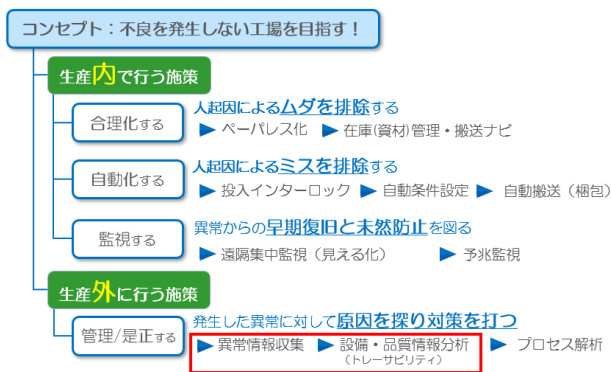 コンセプト：不良を発生しない工場を目指す！
生産内で行う施策
合理化する
人起因によるムダを排除する
▶ ペーパレス化 ▶ 在庫(資材)管理・搬送ナビ
自動化する
人起因によるミスを排除する
▶ 投入インターロック ▶ 自動条件設定 ▶ 自動搬送（梱包）
監視する
異常からの早期復旧と未然防止を図る
▶ 遠隔集中監視（見える化） ▶ 予兆監視
生産外に行う施策
管理/是正する
発生した異常に対して原因を探り対策を打つ
▶ 異常情報収集 ▶ 設備・品質情報分析 ▶ プロセス解析
（トレーサビリティ）